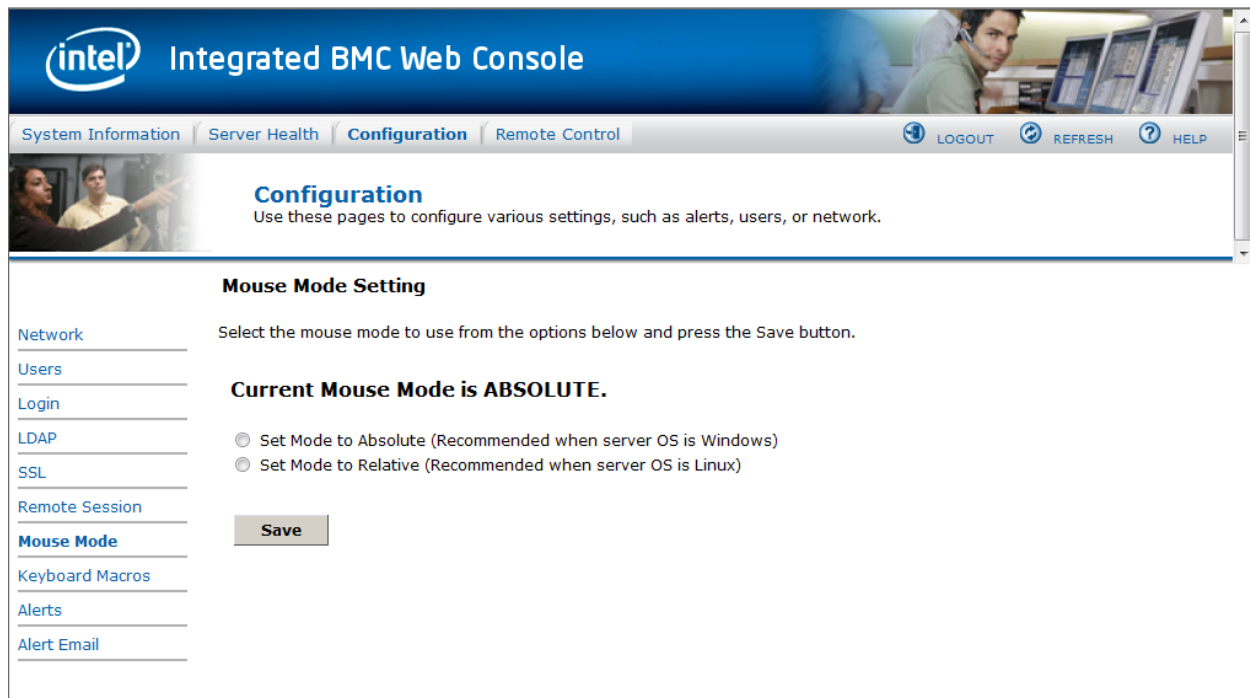 intel Integrated BMC Web Console
System Information Server Health Configuration Remote Control LOGOUT REFRESH ? HELP
Configuration
Use these pages to configure various settings, such as alerts, users, or network.
Mouse Mode Setting
Select the mouse mode to use from the options below and press the Save button.
Network
Users
Login
LDAP
SSL
Remote Session
Mouse Mode
Keyboard Macros
Alerts
Alert Email
Current Mouse Mode is ABSOLUTE.
Set Mode to Absolute (Recommended when server OS is Windows)
Set Mode to Relative (Recommended when server OS is Linux)
Save